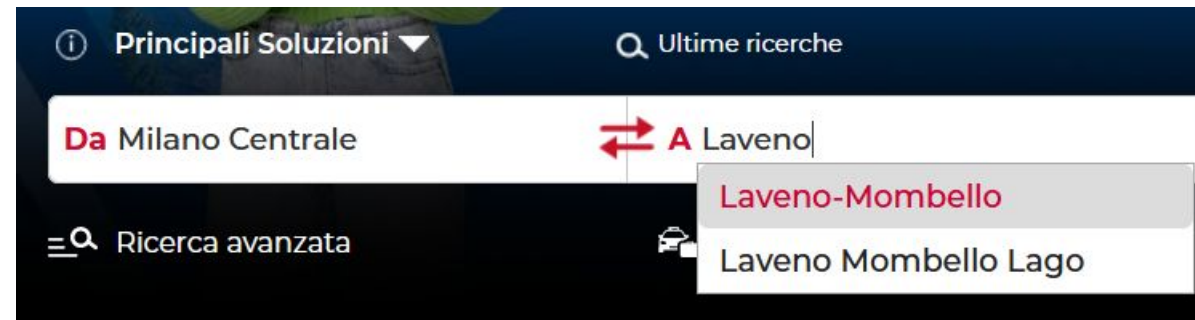 Principali Soluzioni
Ultime ricerche
Da Milano Centrale
A Laveno
Laveno-Mombello
Ricerca avanzata
Laveno Mombello Lago